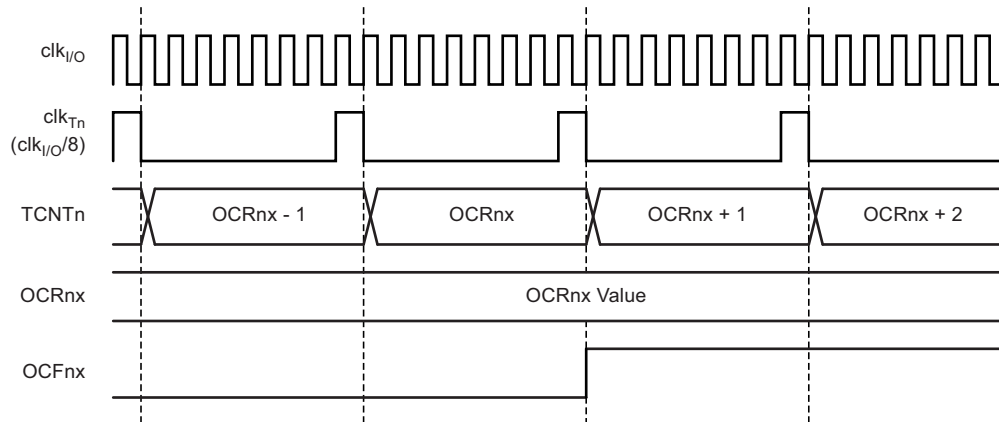 clkI/O
clkTn
(clkI/O/8)
TCNTn OCRnx - 1 OCRnx OCRnx + 1 OCRnx + 2
OCRnx OCRnx Value
OCFnx